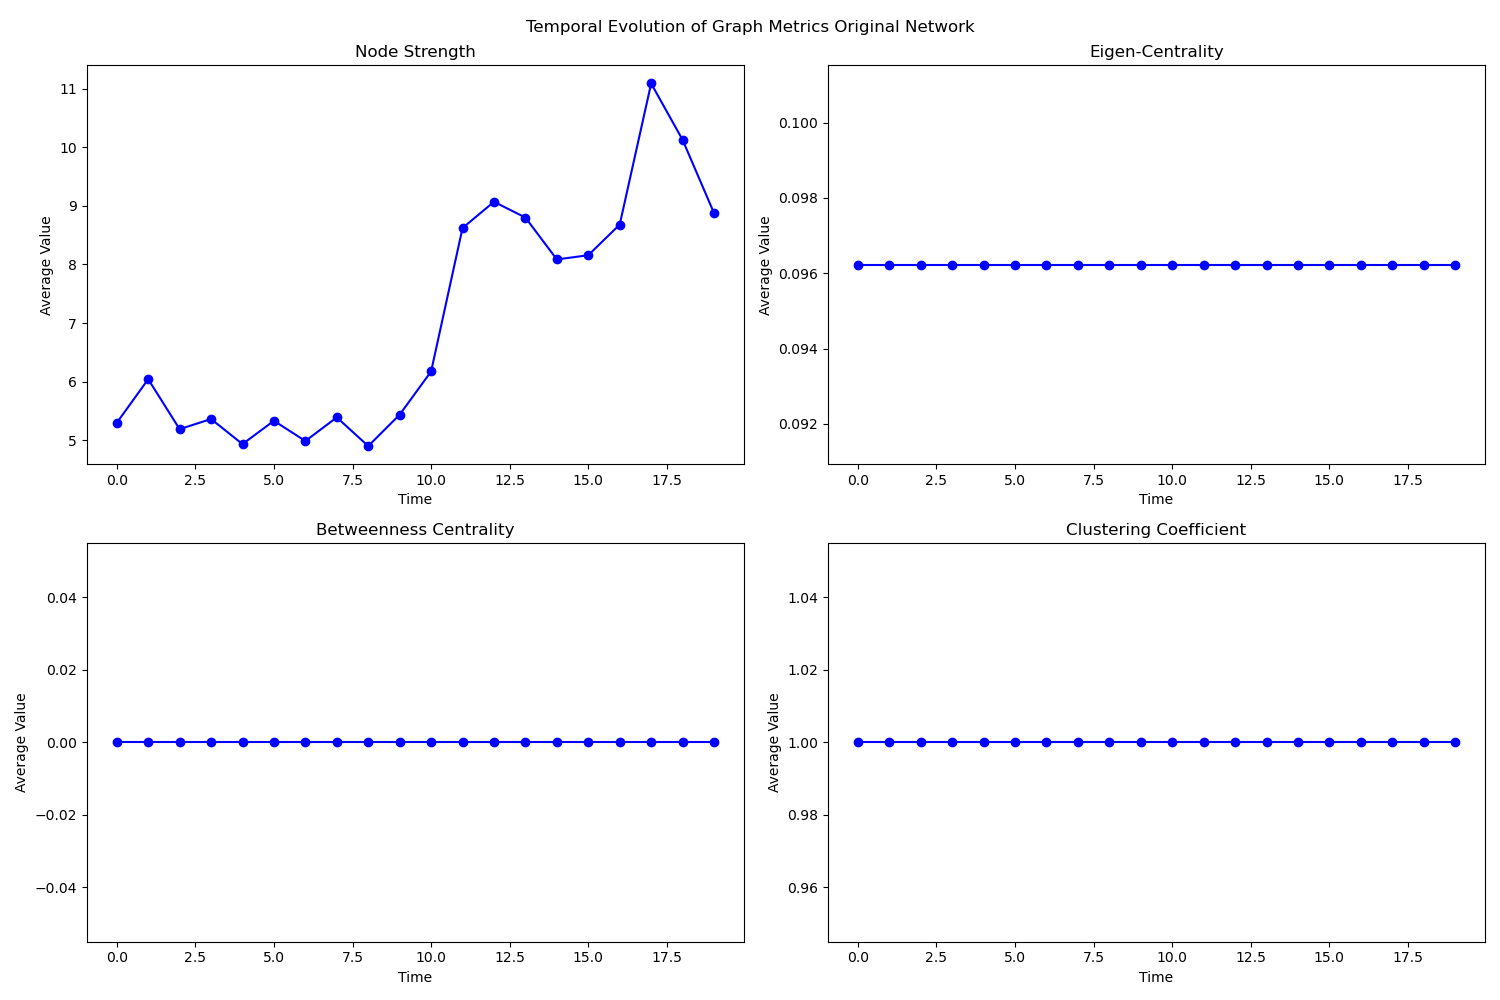 Temporal Evolution of Graph Metrics Original Network
Node Strength
11
10
9
8
7
6
5
Average Value
0.0 2.5 5.0 7.5 10.0 12.5 15.0 17.5
Time
Eigen-Centrality
0.100
0.098
0.096
0.094
0.092
Average Value
0.0 2.5 5.0 7.5 10.0 12.5 15.0 17.5
Time
Betweenness Centrality
0.04
0.02
0.00
−0.02
−0.04
Average Value
0.0 2.5 5.0 7.5 10.0 12.5 15.0 17.5
Time
Clustering Coefficient
1.04
1.02
1.00
0.98
0.96
Average Value
0.0 2.5 5.0 7.5 10.0 12.5 15.0 17.5
Time